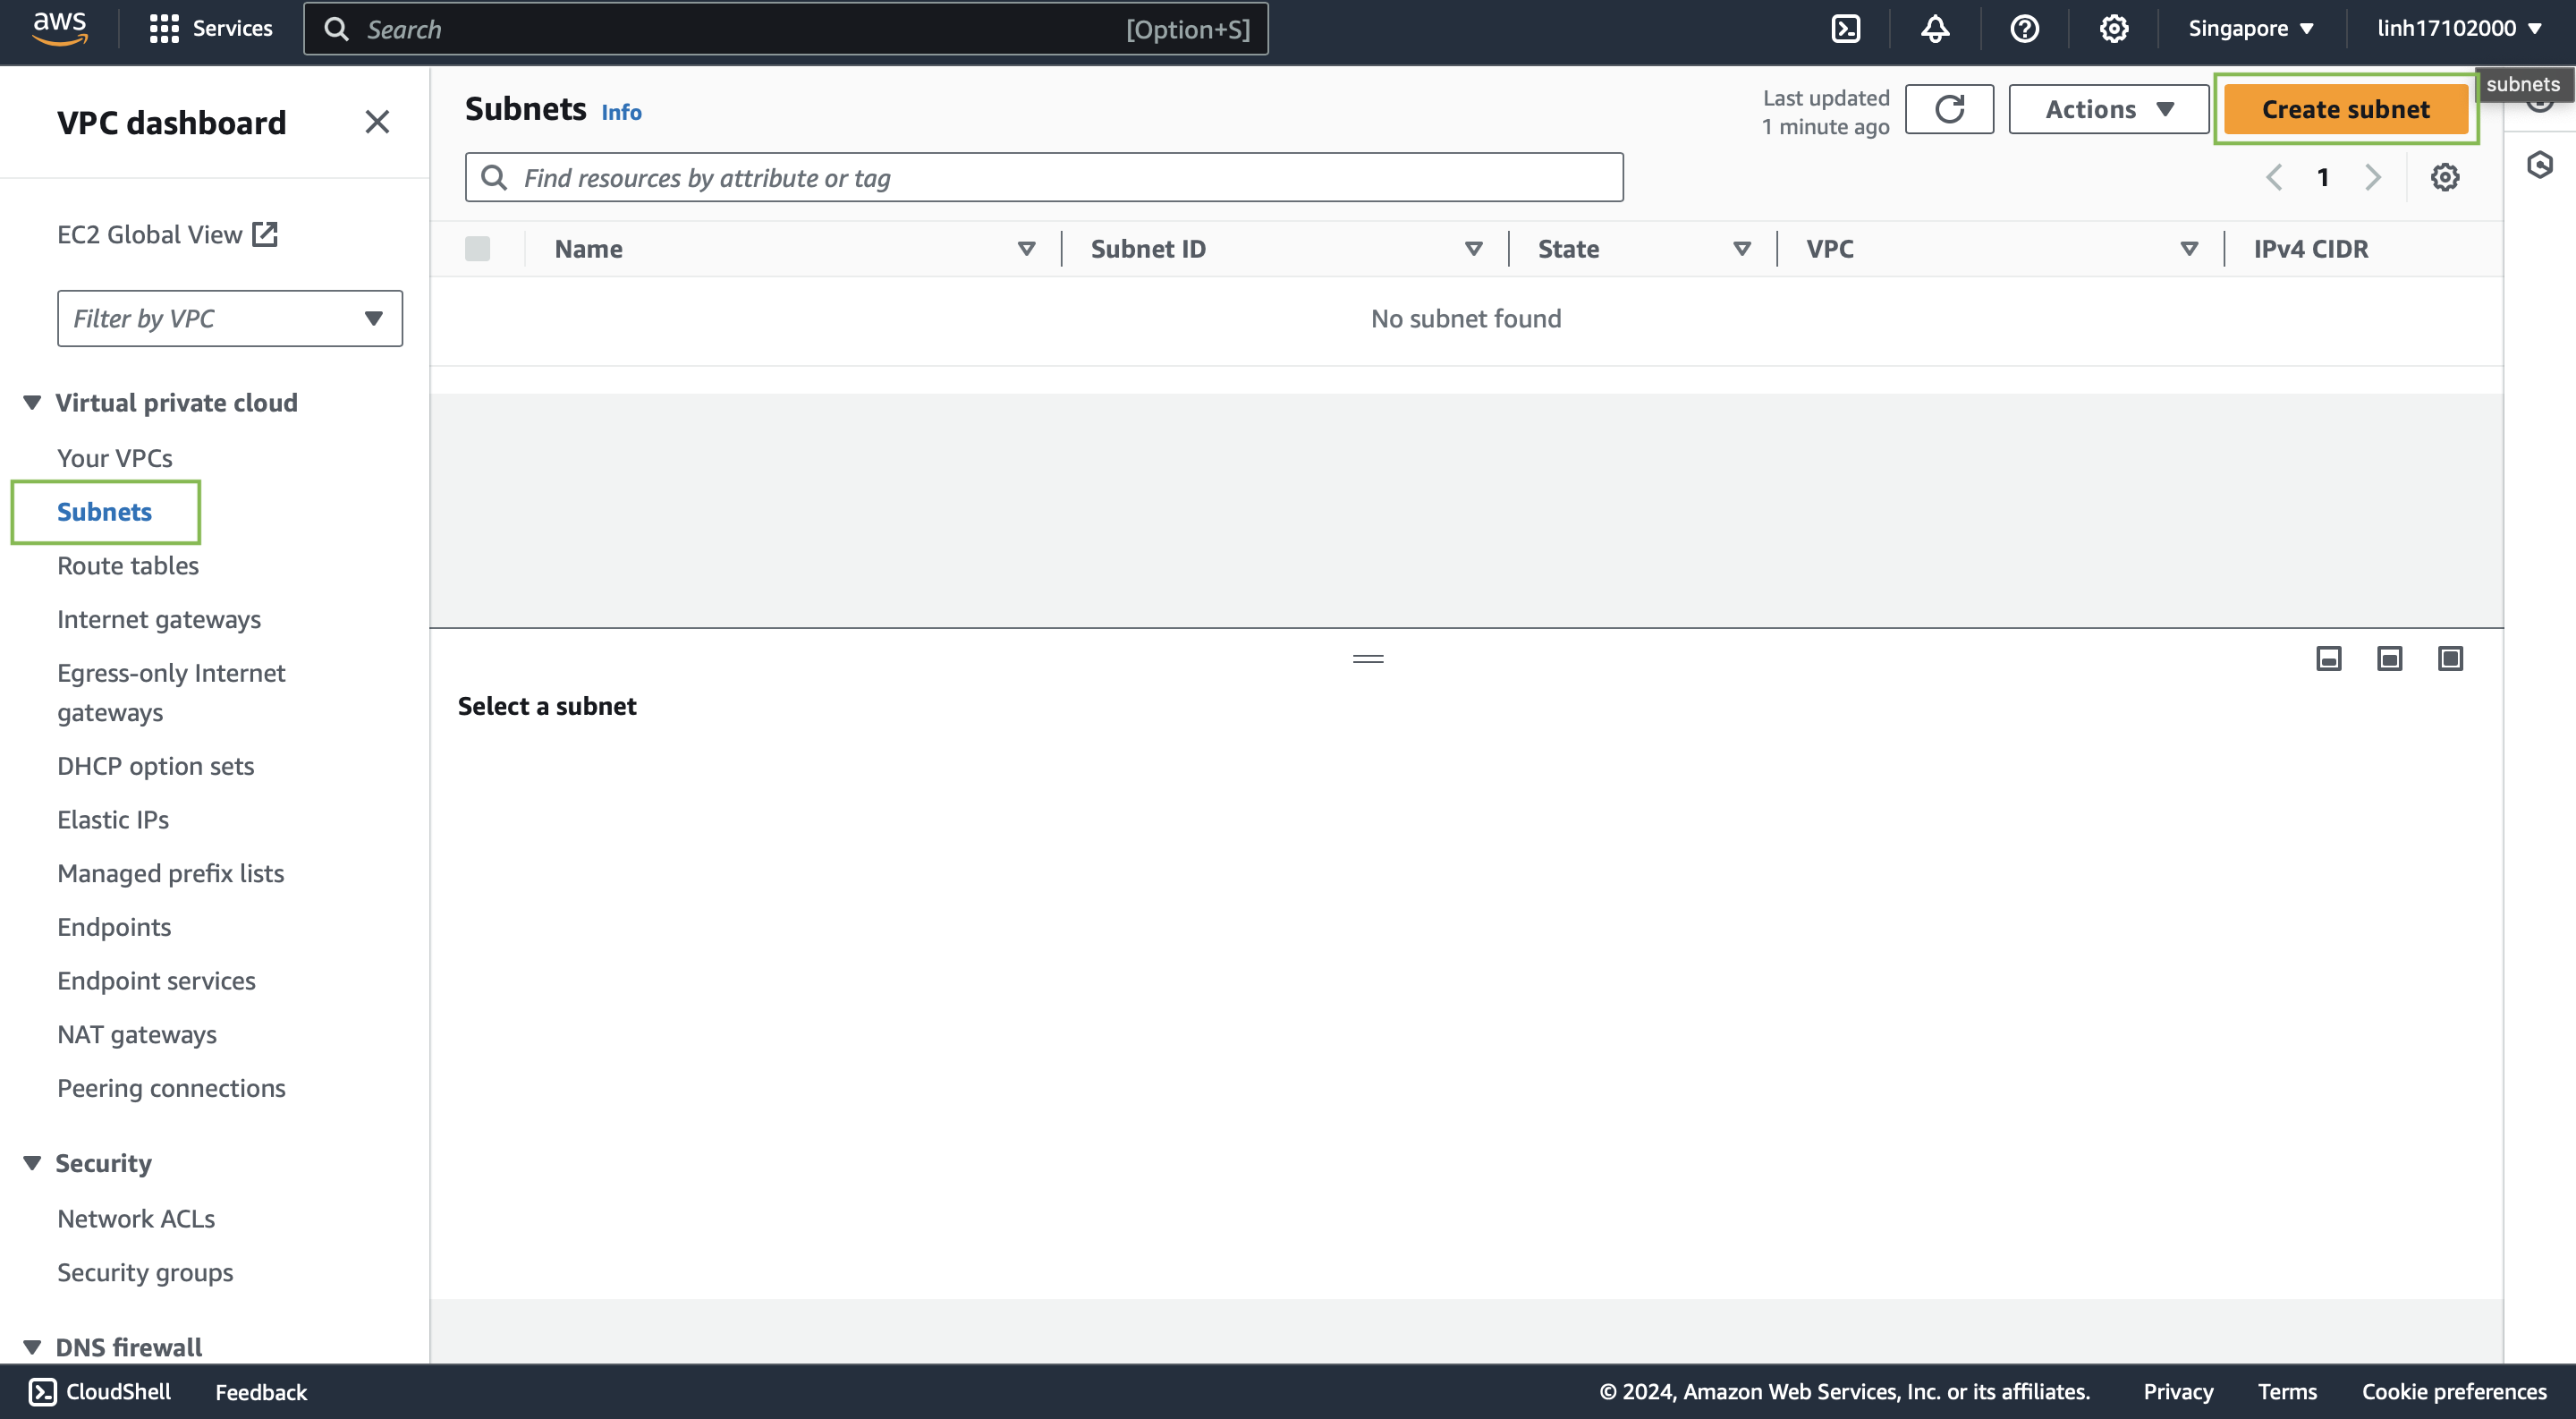 aws
Services
Search
[Option+S]
Singapore
linh17102000
subnets
VPC dashboard
EC2 Global View
Filter by VPC
Virtual private cloud
Your VPCs
Subnets
Route tables
Internet gateways
Egress-only Internet
gateways
DHCP option sets
Elastic IPs
Managed prefix lists
Endpoints
Endpoint services
NAT gateways
Peering connections
Security
Network ACLs
Security groups
DNS firewall
Subnets Info
Last updated
1 minute ago
Actions
Create subnet
Find resources by attribute or tag
1
Name
Subnet ID
State
VPC
IPv4 CIDR
No subnet found
Select a subnet
CloudShell
Feedback
© 2024, Amazon Web Services, Inc. or its affiliates.
Privacy
Terms
Cookie preferences